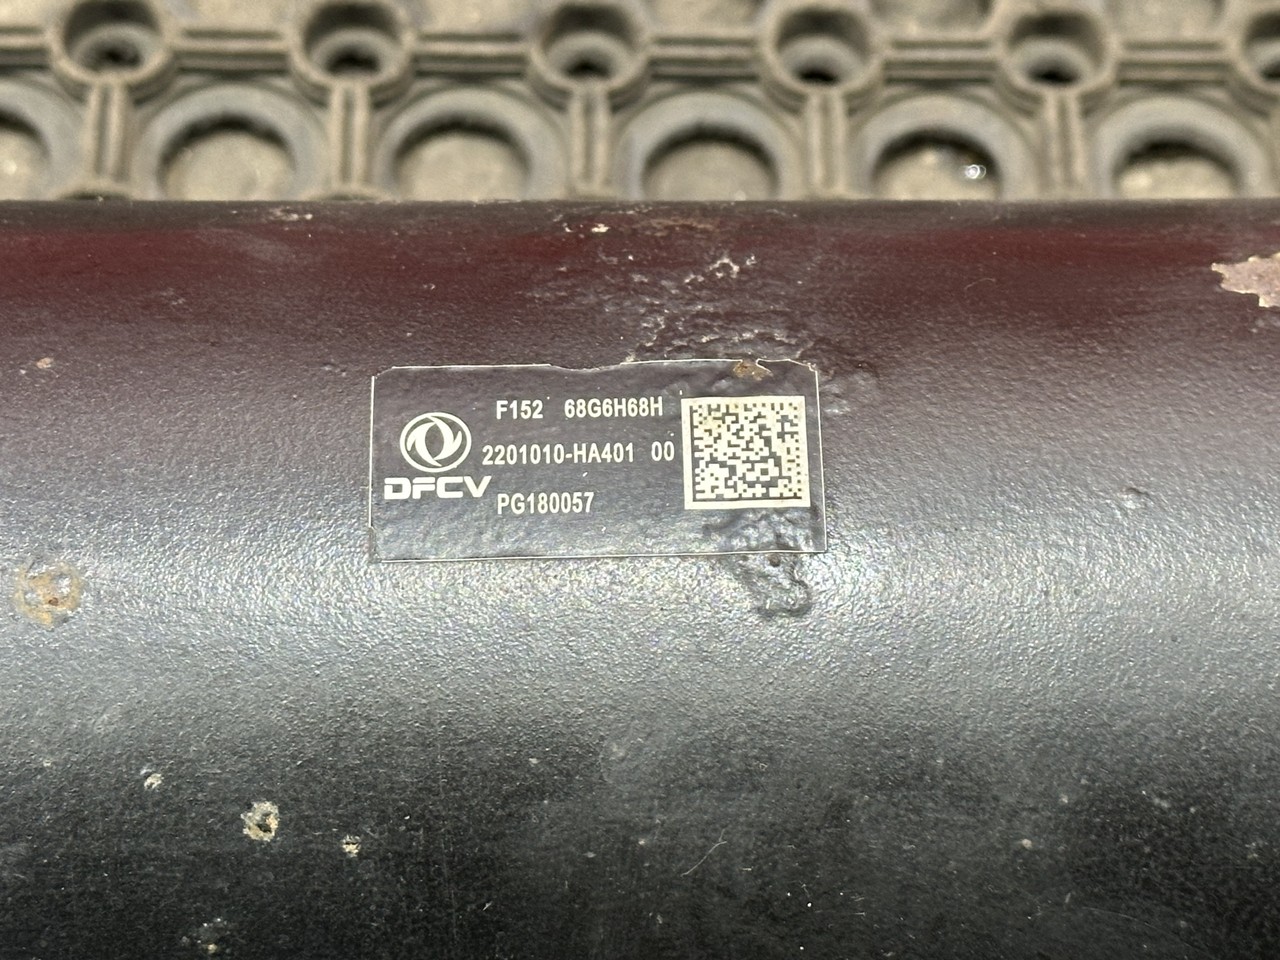 F152 68G6H68H
2201010-HA401 00
DFCV
PG180057